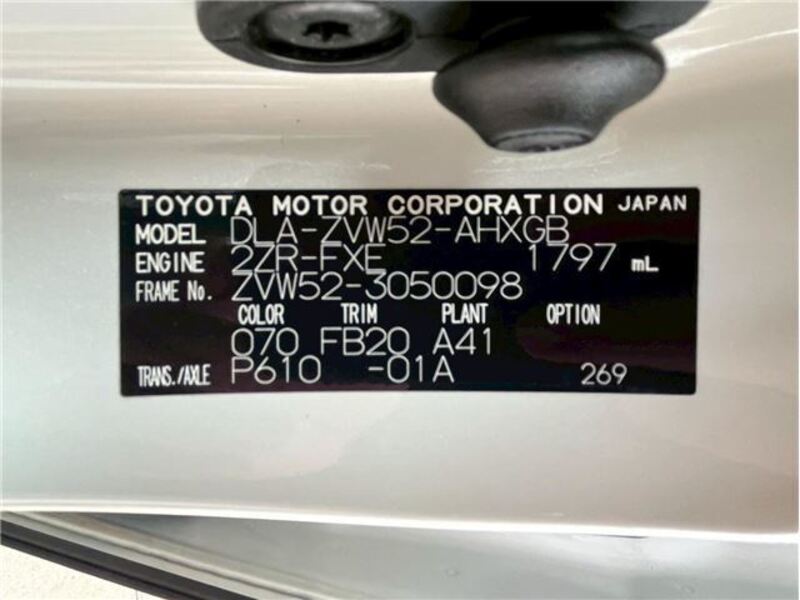 TOYOTA MOTOR CORPORATION JAPAN
MODEL DLA-ZVW52-AHXGB
ENGINE 2ZR-FXE 1797 mL
FRAME No. ZVW52-3050098
COLOR TRIM PLANT OPTION
070 FB20 A41
TRANS./AXLE P610 -01A 269